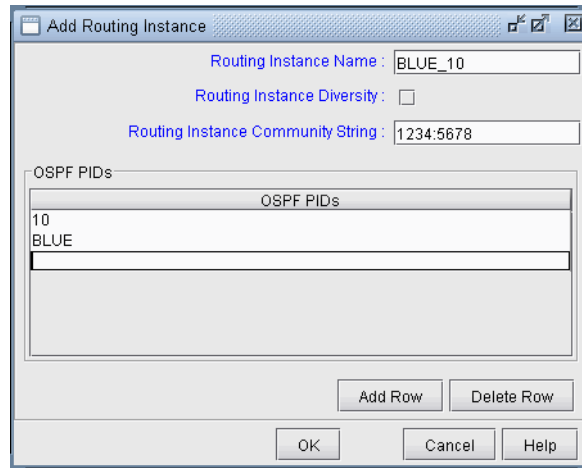 Add Routing Instance
Routing Instance Name : BLUE_10
Routing Instance Diversity :
Routing Instance Community String : 1234:5678
OSPF PIDs
OSPF PIDs
10
BLUE
Add Row Delete Row
OK Cancel Help